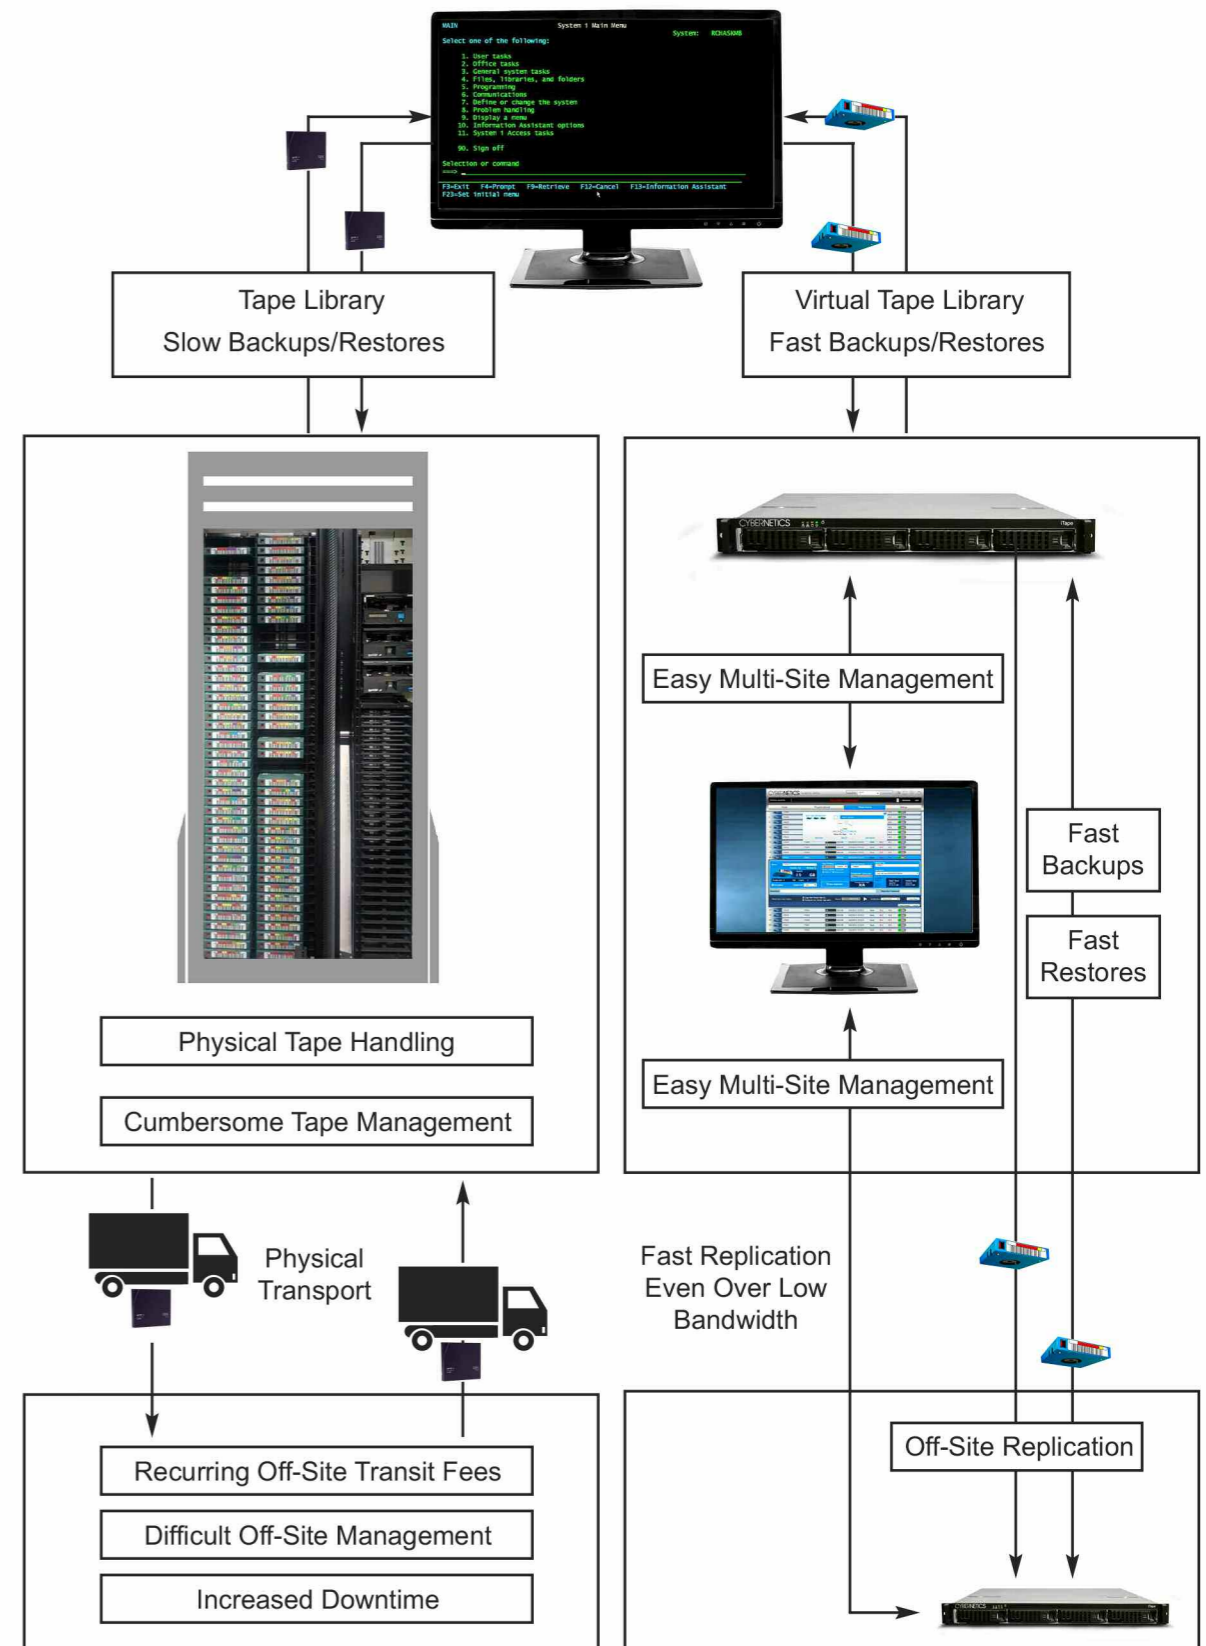 MAIN System i Main Menu
System: RCHASKMB
Select one of the following:
1. User tasks
2. Office tasks
3. General system tasks
4. Files, libraries, and folders
5. Programming
6. Communications
7. Define or change the system
8. Problem handling
9. Display a menu
10. Information Assistant options
11. System i Access tasks
90. Sign off
Selection or command
===> _
F3=Exit F4=Prompt F9=Retrieve F12=Cancel F13=Information Assistant
F23=Set initial menu
Tape Library
Slow Backups/Restores
Virtual Tape Library
Fast Backups/Restores
CYBERNETICS
iTape
Easy Multi-Site Management
CYBERNETICS
Fast
Backups
Fast
Restores
Physical Tape Handling
Easy Multi-Site Management
Cumbersome Tape Management
Physical
Transport
Fast Replication
Even Over Low
Bandwidth
Recurring Off-Site Transit Fees
Off-Site Replication
Difficult Off-Site Management
Increased Downtime
CYBERNETICS